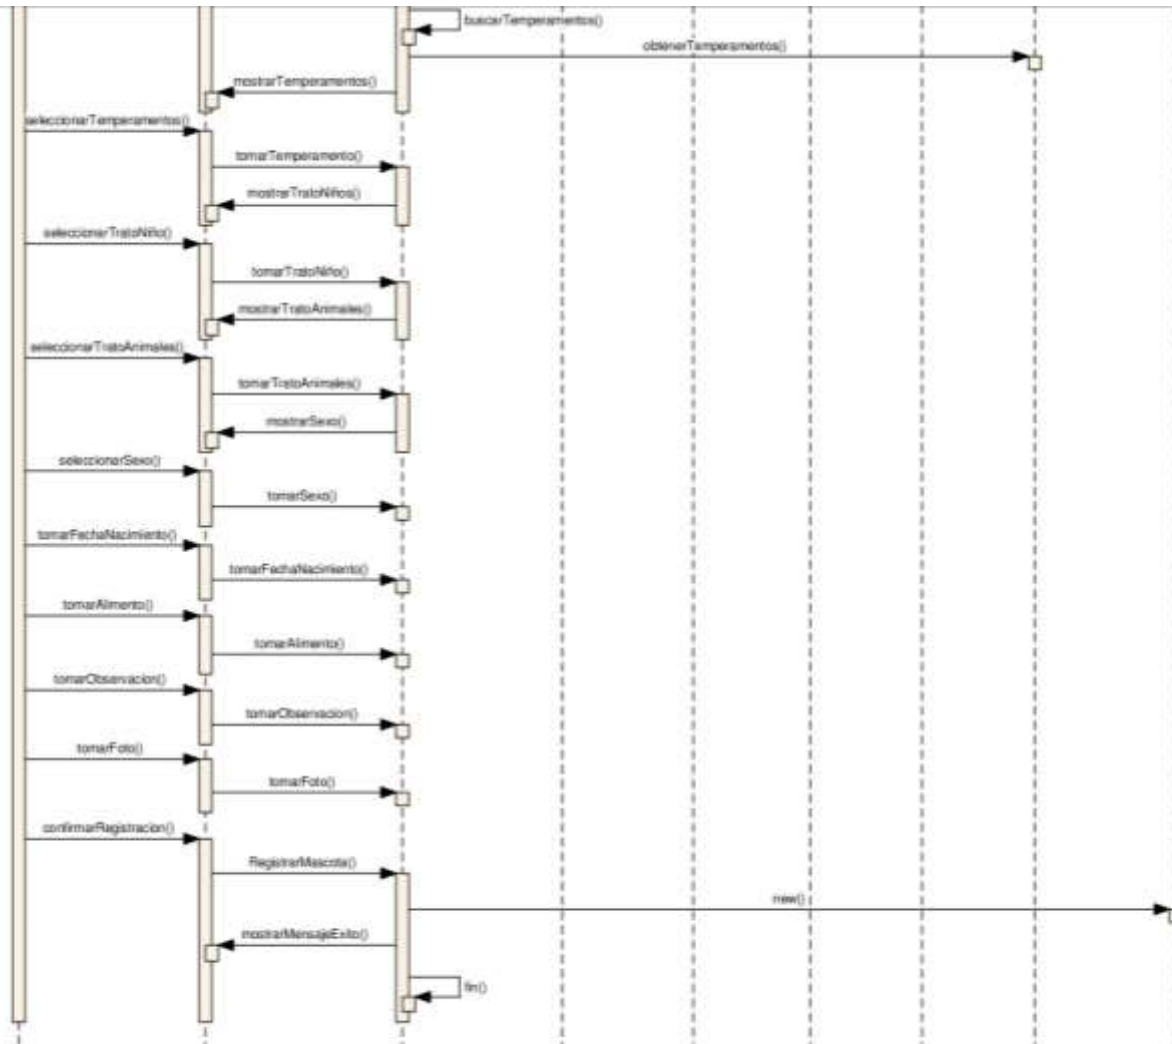 buscarTemperamentos()
obtenerTemperamentos()
mostrarTemperamentos()
seleccionarTemperamentos()
tomarTemperamento()
mostrarTratoNiños()
seleccionarTratoNiño()
tomarTratoNiño()
mostrarTratoAnimales()
seleccionarTratoAnimales()
tomarTratoAnimales()
mostrarSexo()
seleccionarSexo()
tomarSexo()
tomarFechaNacimiento()
tomarFechaNacimiento()
tomarAlimento()
tomarAlimento()
tomarObservacion()
tomarObservacion()
tomarFoto()
tomarFoto()
confirmarRegistracion()
RegistrarMascota()
new()
mostrarMensajeExito()
fin()